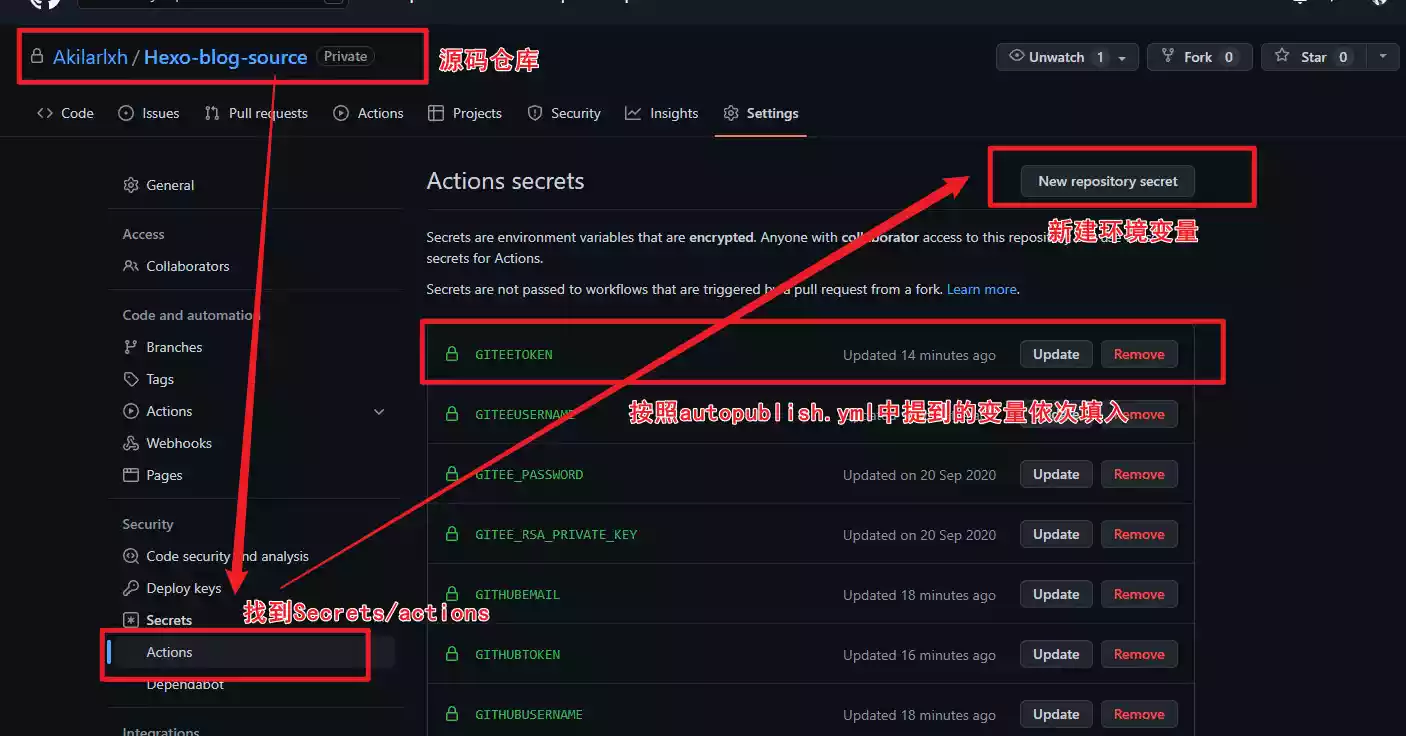 Akilarlxh / Hexo-blog-source Private
源码仓库
Unwatch 1
Fork 0
Star 0
Code
Issues
Pull requests
Actions
Projects
Security
Insights
Settings
General
Access
Collaborators
Code and automation
Branches
Tags
Actions
Webhooks
Pages
Security
Code security and analysis
Deploy keys
Secrets
找到Secrets/actions
Actions
Dependabot
Integrations
Actions secrets
New repository secret
新建环境变量
Secrets are environment variables that are encrypted. Anyone with collaborator access to this
secrets for Actions.
Secrets are not passed to workflows that are triggered by a pull request from a fork. Learn more.
GITEETOKEN Updated 14 minutes ago Update Remove
GITEEUSERNAME Remove
按照autopublish.yml中提到的变量依次填入
GITEE_PASSWORD Updated on 20 Sep 2020 Update Remove
GITEE_RSA_PRIVATE_KEY Updated on 20 Sep 2020 Update Remove
GITHUBEMAIL Updated 18 minutes ago Update Remove
GITHUBTOKEN Updated 16 minutes ago Update Remove
GITHUBUSERNAME Updated 18 minutes ago Update Remove